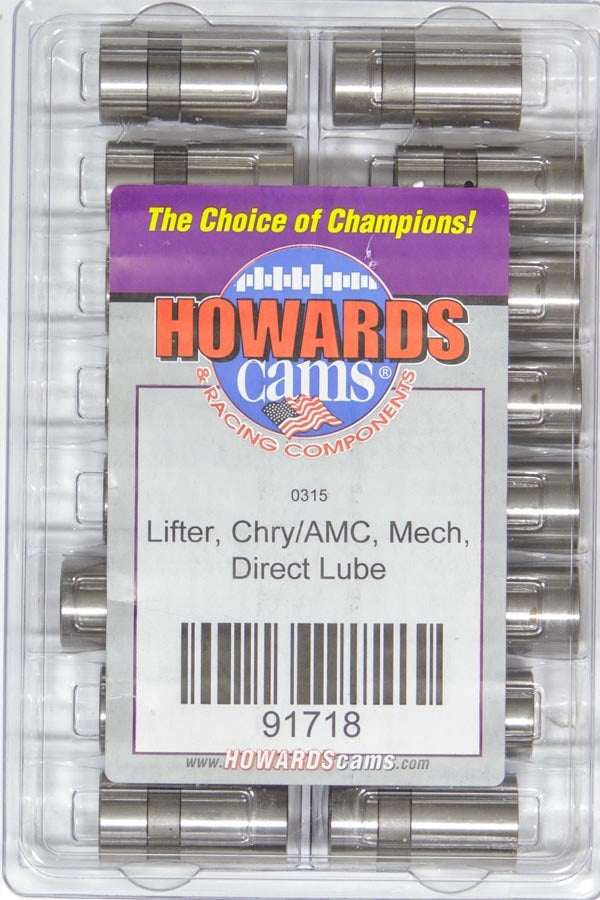 The Choice of Champions!
HOWARDS
cams®
& RACING COMPONENTS
0315
Lifter, Chry/AMC, Mech,
Direct Lube
91718
www.HOWARDScams.com